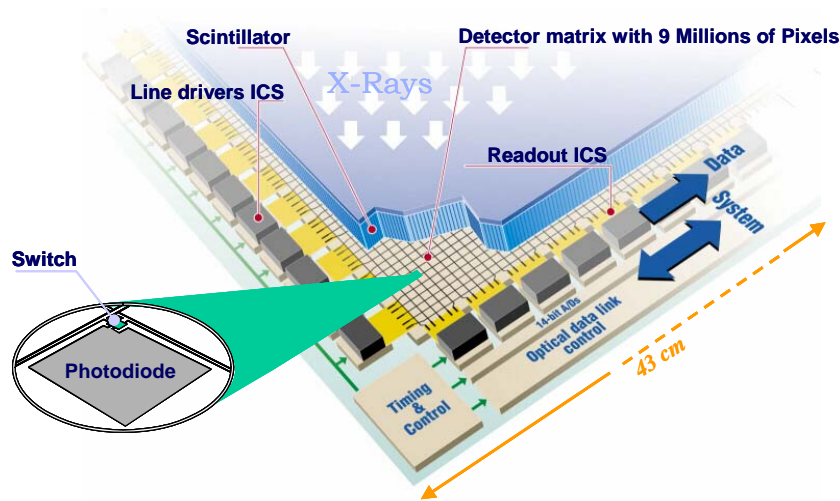 Scintillator
Detector matrix with 9 Millions of Pixels
X-Rays
Line drivers ICS
Readout ICS
Data
System
Switch
Photodiode
14-bit A/Ds
Optical data link
control
Timing
&
Control
43 cm